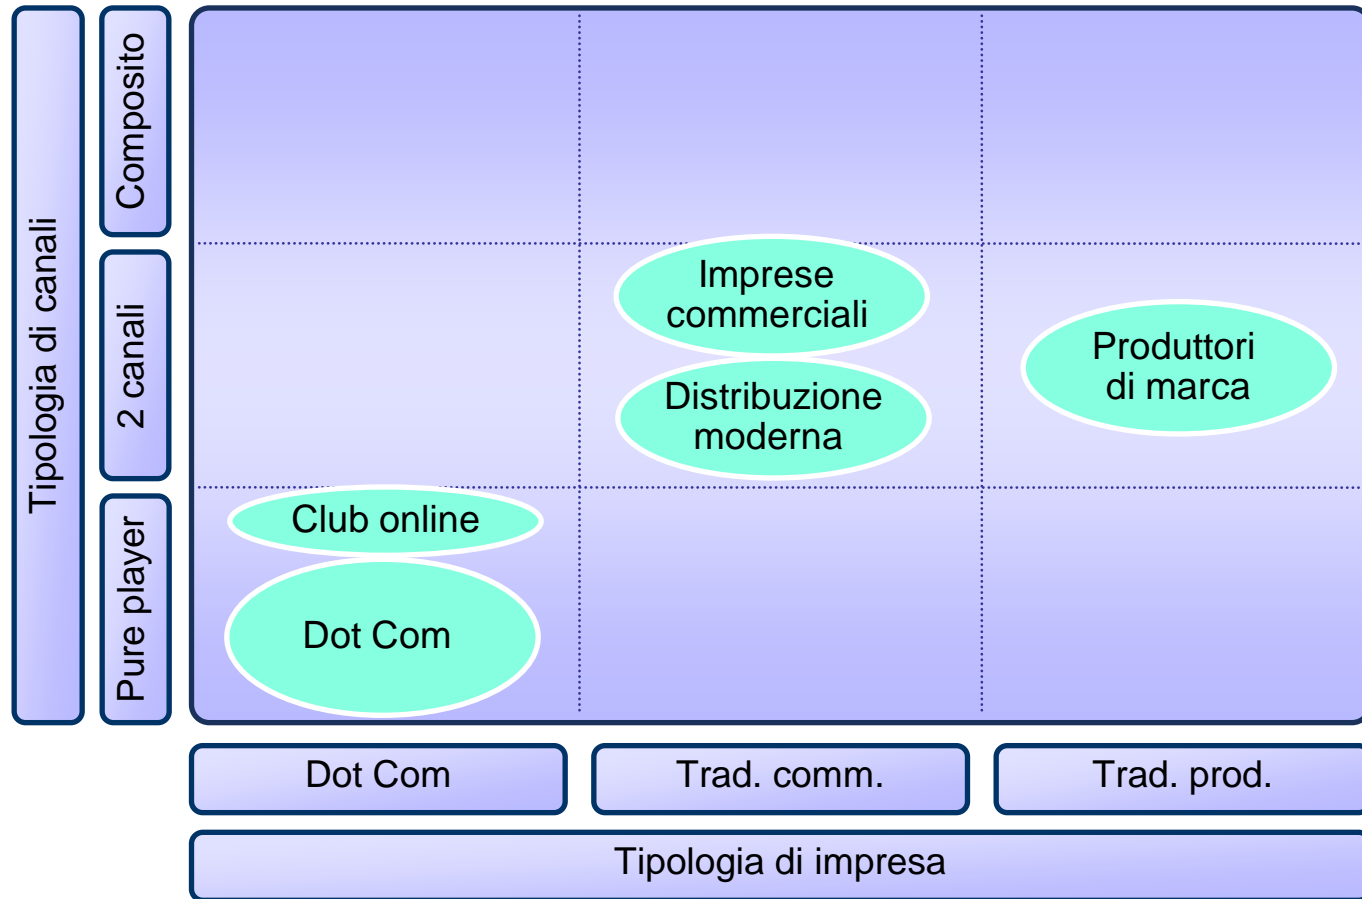 Tipologia di canali
Composito
2 canali
Pure player
Imprese
commerciali
Distribuzione
moderna
Produttori
di marca
Club online
Dot Com
Dot Com
Trad. comm.
Trad. prod.
Tipologia di impresa